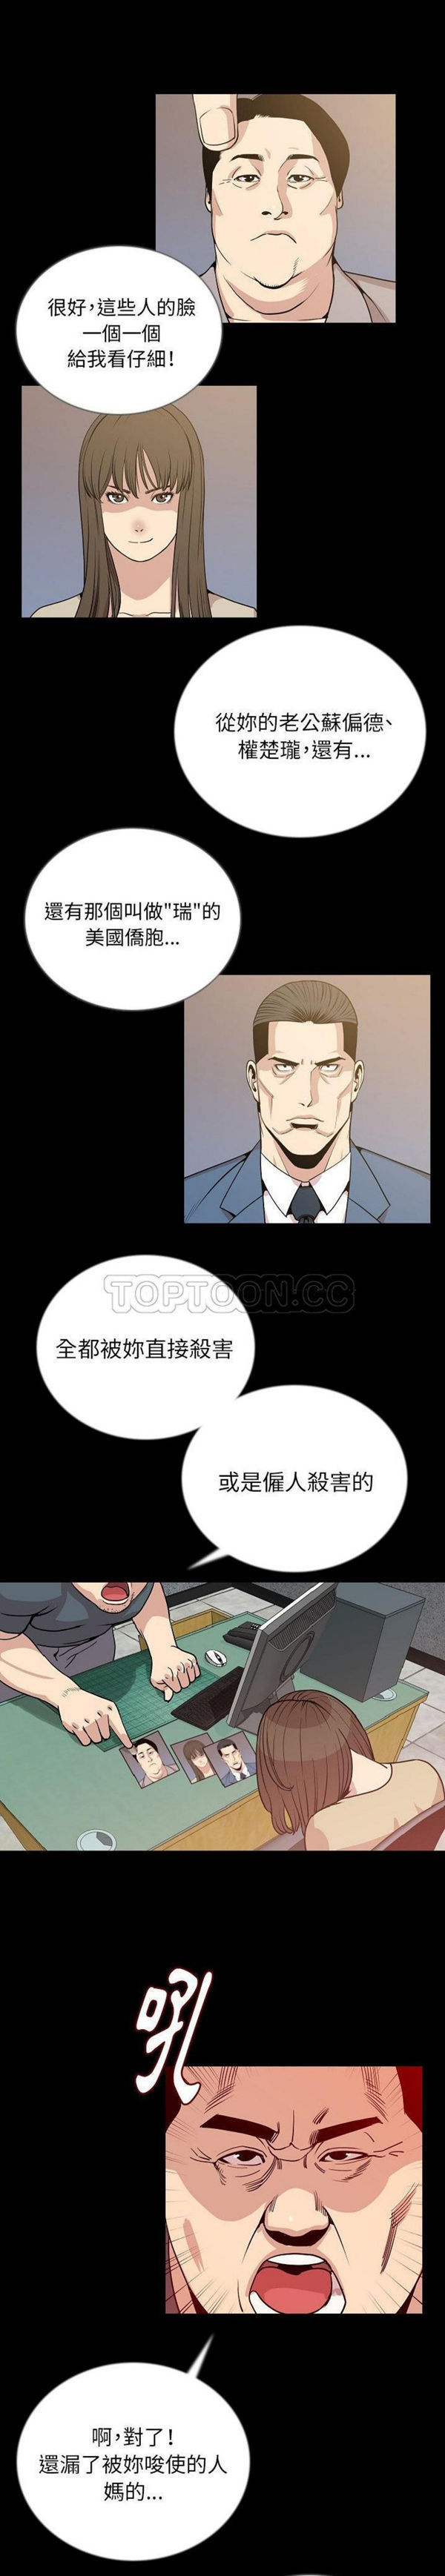 很好，這些人的臉
一個一個
給我看仔細！
從妳的老公蘇偏德、
權楚瓏，還有...
還有那個叫做"瑞"的
美國僑胞...
TOPTOON.CC
全都被妳直接殺害
或是僱人殺害的
吼
啊，對了！
還漏了被妳唆使的人
媽的...